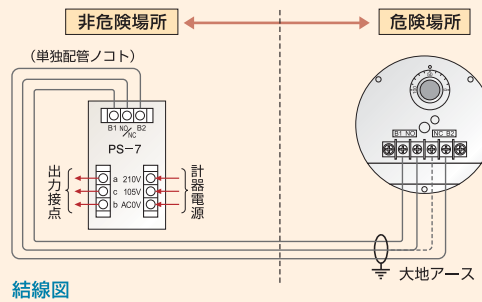 非危険場所
危険場所
(単独配管ノコト)
B1 NO/NC B2
PS-7
出力接点
a 210V
c 105V
b AC0V
計器電源
B1 NO
NC B2
大地アース
結線図